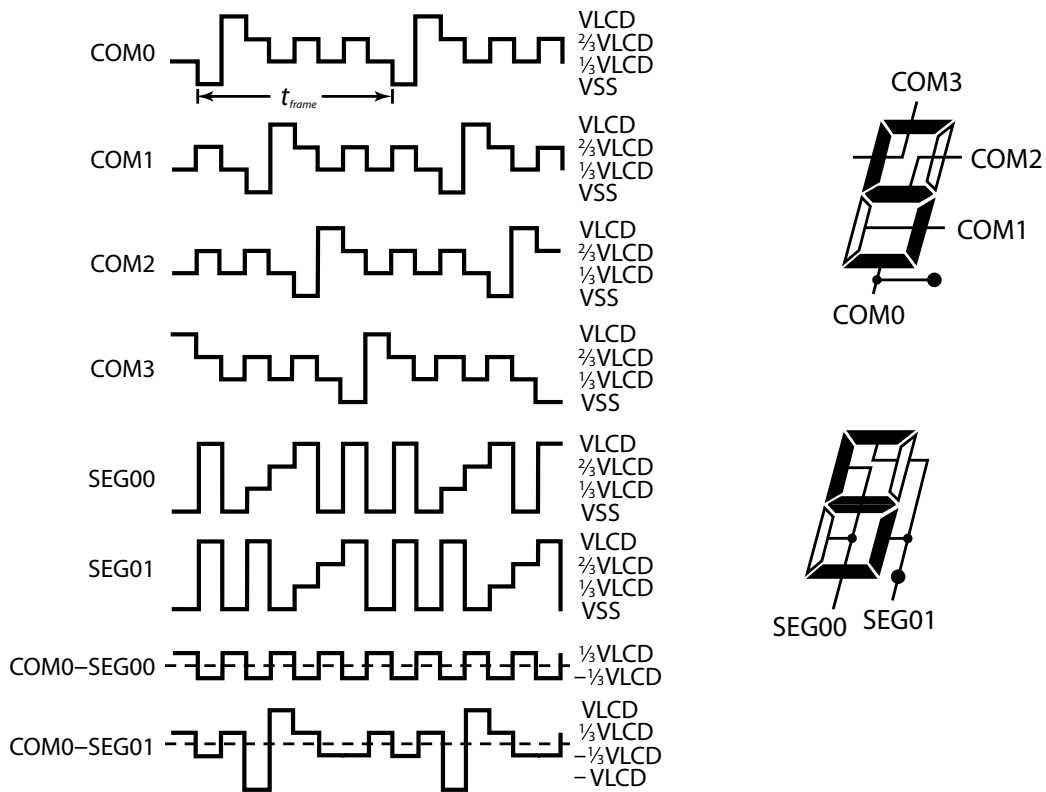 COM0
VLCD
⅔VLCD
⅓VLCD
VSS
t frame
COM1
VLCD
⅔VLCD
⅓VLCD
VSS
COM2
VLCD
⅔VLCD
⅓VLCD
VSS
COM3
VLCD
⅔VLCD
⅓VLCD
VSS
SEG00
VLCD
⅔VLCD
⅓VLCD
VSS
SEG01
VLCD
⅔VLCD
⅓VLCD
VSS
COM0–SEG00
⅓VLCD
–⅓VLCD
COM0–SEG01
VLCD
⅓VLCD
–⅓VLCD
–VLCD
COM3
COM2
COM1
COM0
SEG00
SEG01